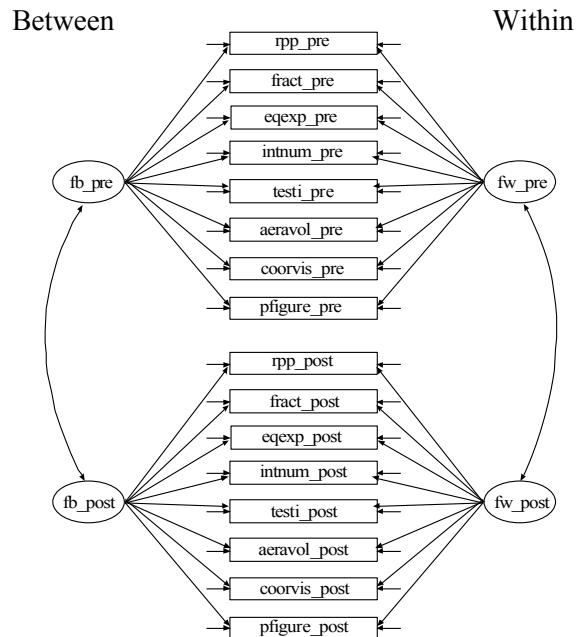 Between Within
rpp_pre
fract_pre
eqexp_pre
intnum_pre
fb_pre testi_pre fw_pre
aeravol_pre
coorvis_pre
pfigure_pre
rpp_post
fract_post
eqexp_post
intnum_post
fb_post testi_post fw_post
aeravol_post
coorvis_post
pfigure_post